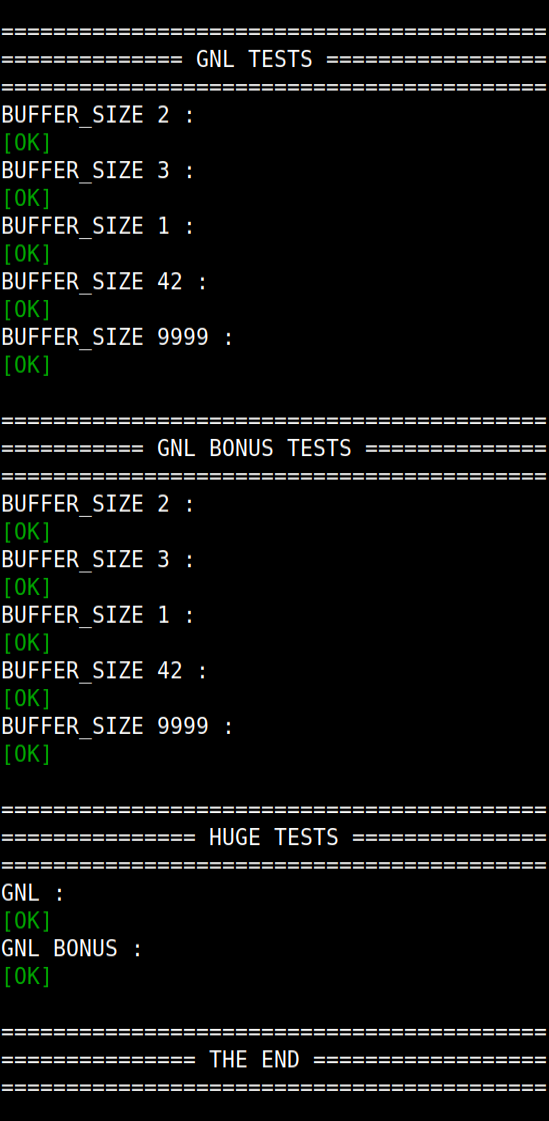 ==========================================
============== GNL TESTS =================
==========================================
BUFFER_SIZE 2 :
[OK]
BUFFER_SIZE 3 :
[OK]
BUFFER_SIZE 1 :
[OK]
BUFFER_SIZE 42 :
[OK]
BUFFER_SIZE 9999 :
[OK]
==========================================
=========== GNL BONUS TESTS ==============
==========================================
BUFFER_SIZE 2 :
[OK]
BUFFER_SIZE 3 :
[OK]
BUFFER_SIZE 1 :
[OK]
BUFFER_SIZE 42 :
[OK]
BUFFER_SIZE 9999 :
[OK]
==========================================
=============== HUGE TESTS ===============
==========================================
GNL :
[OK]
GNL BONUS :
[OK]
==========================================
=============== THE END ==================
==========================================